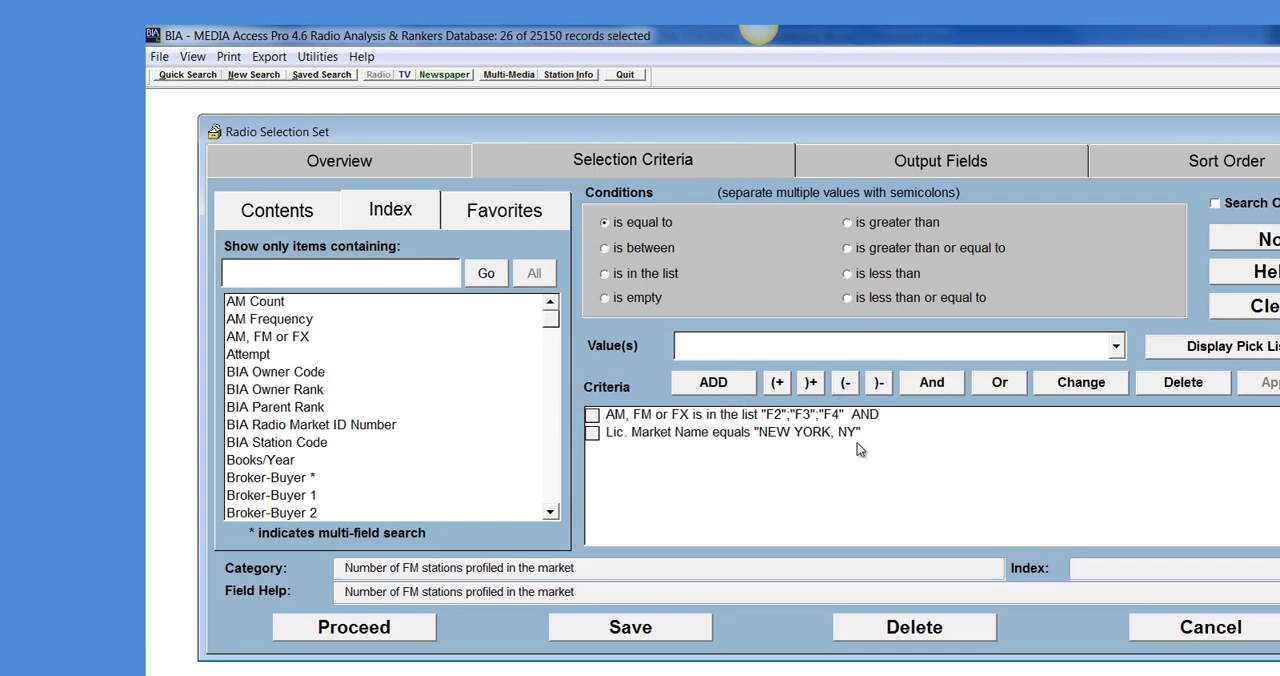 BIA BIA - MEDIA Access Pro 4.6 Radio Analysis & Rankers Database: 26 of 25150 records selected
File View Print Export Utilities Help
Quick Search New Search Saved Search Radio TV Newspaper Multi-Media Station Info Quit
Radio Selection Set
Overview Selection Criteria Output Fields Sort Order
Contents Index Favorites
Show only items containing:
Go All
AM Count
AM Frequency
AM, FM or FX
Attempt
BIA Owner Code
BIA Owner Rank
BIA Parent Rank
BIA Radio Market ID Number
BIA Station Code
Books/Year
Broker-Buyer *
Broker-Buyer 1
Broker-Buyer 2
* indicates multi-field search
Conditions (separate multiple values with semicolons)
is equal to is greater than
is between is greater than or equal to
is in the list is less than
is empty is less than or equal to
Search
Value(s) Display Pick
Criteria ADD (+ )+ (- )- And Or Change Delete
AM, FM or FX is in the list "F2";"F3";"F4" AND
Lic. Market Name equals "NEW YORK, NY"
Category: Number of FM stations profiled in the market Index:
Field Help: Number of FM stations profiled in the market
Proceed Save Delete Cancel